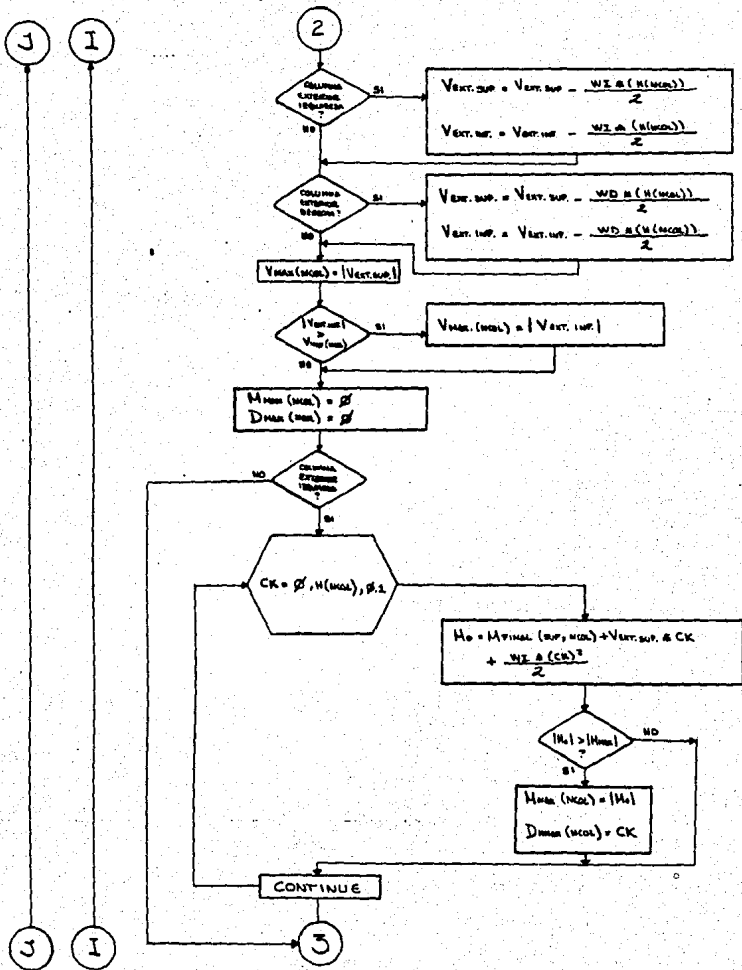 J
I
2
COLUMNA
EXTERIOR
IZQUIERDA
?
SI
NO
VEXT.SUP = VEXT.SUP - WI * (H(NCOL)) / 2
VEXT.INF. = VEXT.INF - WI * (H(NCOL)) / 2
COLUMNA
EXTERIOR
DERECHA?
SI
NO
VEXT.SUP. = VEXT.SUP. - WD * (H(NCOL)) / 2
VEXT.INF. = VEXT.INF. - WD * (H(NCOL)) / 2
VMAX(NCOL) = |VEXT.SUP.|
|VEXT.INF|
>
VMAX(NCOL)
SI
NO
VMAX.(NCOL) = |VEXT. INF.|
MMAX (NCOL) = Ø
DMAX (NCOL) = Ø
COLUMNA
EXTERIOR
IZQUIERDA
?
NO
SI
CK = Ø, H(NCOL), Ø.1
Mo = MFINAL (SUP, NCOL) + VEXT.SUP. * CK
+ WI * (CK)² / 2
|Mo| > |MMAX|
?
NO
SI
MMAX (NCOL) = |Mo|
DMAX (NCOL) = CK
CONTINUE
J
I
3